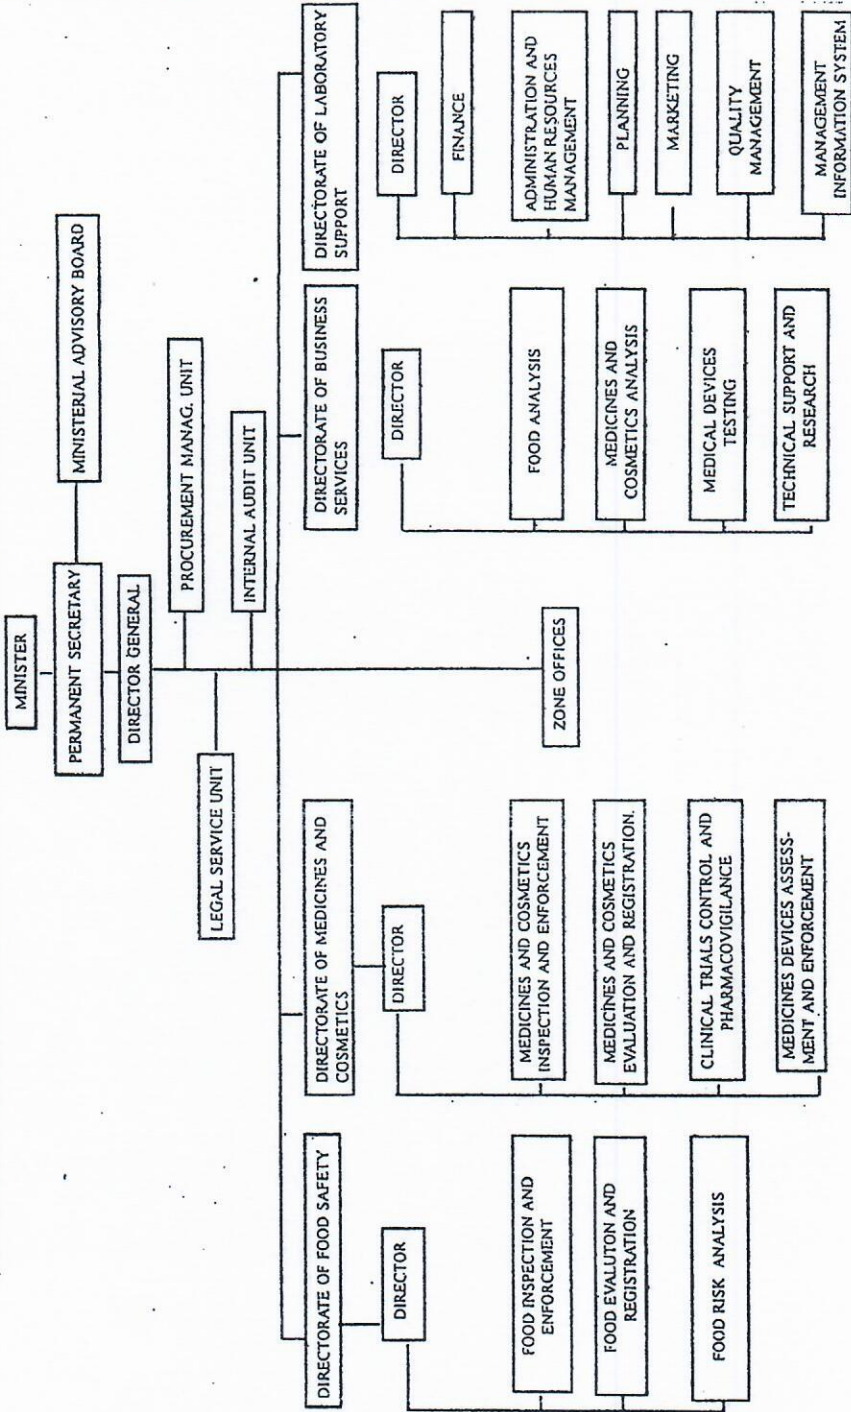 MINISTER
PERMANENT SECRETARY
MINISTERIAL ADVISORY BOARD
DIRECTOR GENERAL
PROCUREMENT MANAG. UNIT
LEGAL SERVICE UNIT
INTERNAL AUDIT UNIT
DIRECTORATE OF FOOD SAFETY
DIRECTOR
FOOD INSPECTION AND
ENFORCEMENT
FOOD EVALUTON AND
REGISTRATION
FOOD RISK ANALYSIS
DIRECTORATE OF MEDICINES AND
COSMETICS
DIRECTOR
MEDICINES AND COSMETICS
INSPECTION AND ENFORCEMENT
MEDICINES AND COSMETICS
EVALUATION AND REGISTRATION.
CLINICAL TRIALS CONTROL AND
PHARMACOVIGILANCE
MEDICINES DEVICES ASSESS-
MENT AND ENFORCEMENT
ZONE OFFICES
DIRECTORATE OF BUSINESS
SERVICES
DIRECTOR
FOOD ANALYSIS
MEDICINES AND
COSMETICS ANALYSIS
MEDICAL DEVICES
TESTING
TECHNICAL SUPPORT AND
RESEARCH
DIRECTORATE OF LABORATORY
SUPPORT
DIRECTOR
FINANCE
ADMINISTRATION AND
HUMAN RESOURCES
MANAGEMENT
PLANNING
MARKETING
QUALITY
MANAGEMENT
MANAGEMENT
INFORMATION SYSTEM